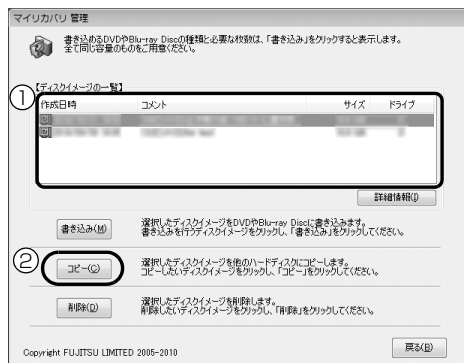 マイリカバリ 管理
書き込めるDVDやBlu-ray Discの種類と必要な枚数は、「書き込み」をクリックすると表示します。
全て同じ容量のものをご用意ください。
【ディスクイメージの一覧】
①
作成日時 コメント サイズ ドライブ
詳細情報(I)
書き込み(M)
選択したディスクイメージをDVDやBlu-ray Discに書き込みます。
書き込みを行うディスクイメージをクリックし、「書き込み」をクリックしてください。
②
コピー(C)
選択したディスクイメージを他のハードディスクにコピーします。
コピーしたいディスクイメージをクリックし、「コピー」をクリックしてください。
削除(D)
選択したディスクイメージを削除します。
削除したいディスクイメージをクリックし、「削除」をクリックしてください。
Copyright FUJITSU LIMITED 2005-2010
戻る(B)